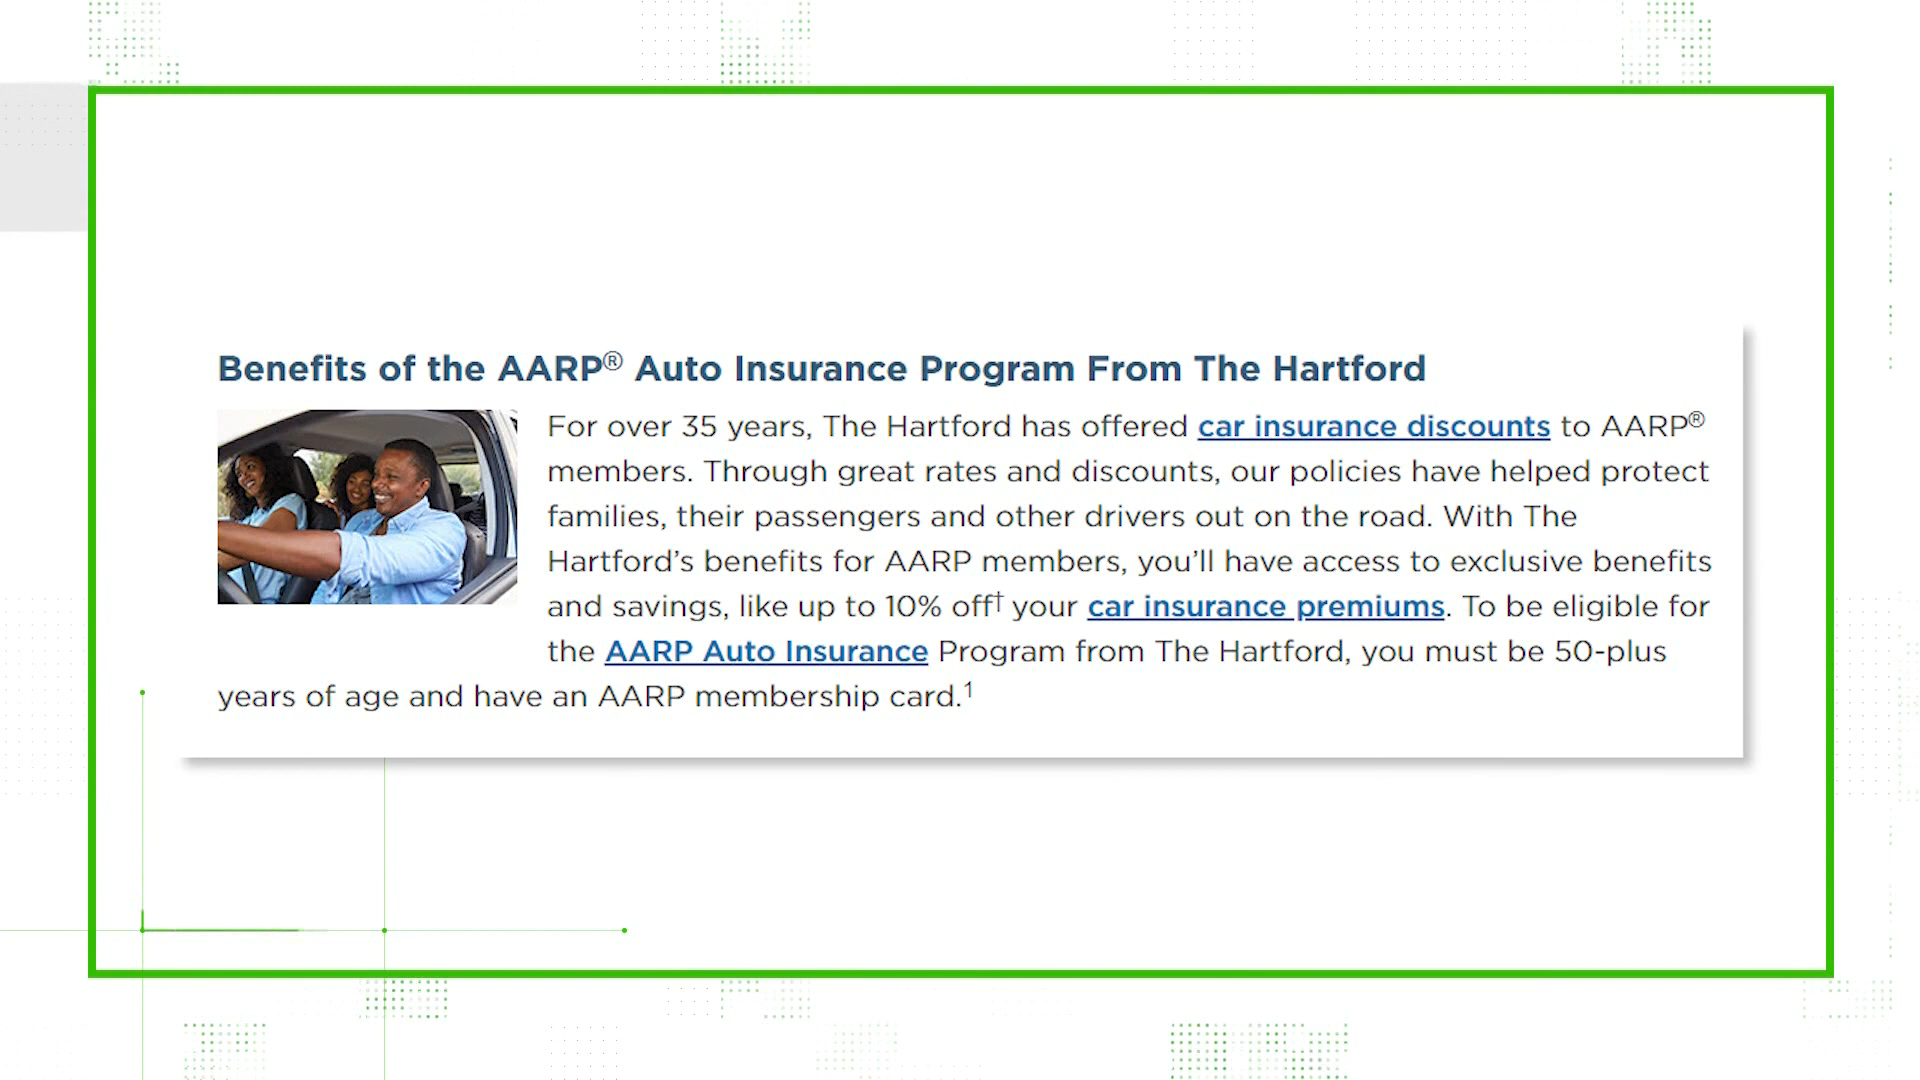 Benefits of the AARP® Auto Insurance Program From The Hartford
For over 35 years, The Hartford has offered car insurance discounts to AARP®
members. Through great rates and discounts, our policies have helped protect
families, their passengers and other drivers out on the road. With The
Hartford’s benefits for AARP members, you’ll have access to exclusive benefits
and savings, like up to 10% off† your car insurance premiums. To be eligible for
the AARP Auto Insurance Program from The Hartford, you must be 50-plus
years of age and have an AARP membership card.¹